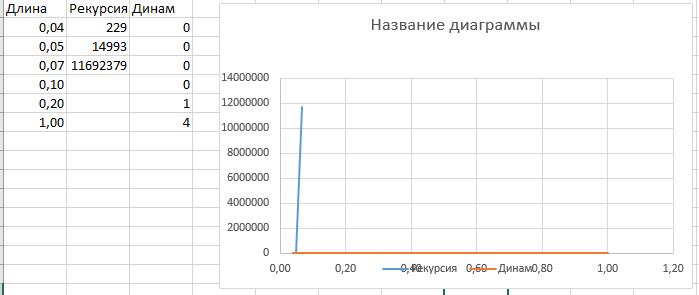 Длина Рекурсия Динам
0,04 229 0
0,05 14993 0
0,07 11692379 0
0,10 0
0,20 1
1,00 4
Название диаграммы
14000000
12000000
10000000
8000000
6000000
4000000
2000000
0
0,00 0,20 0,40 0,60 0,80 1,00 1,20
Рекурсия Динам